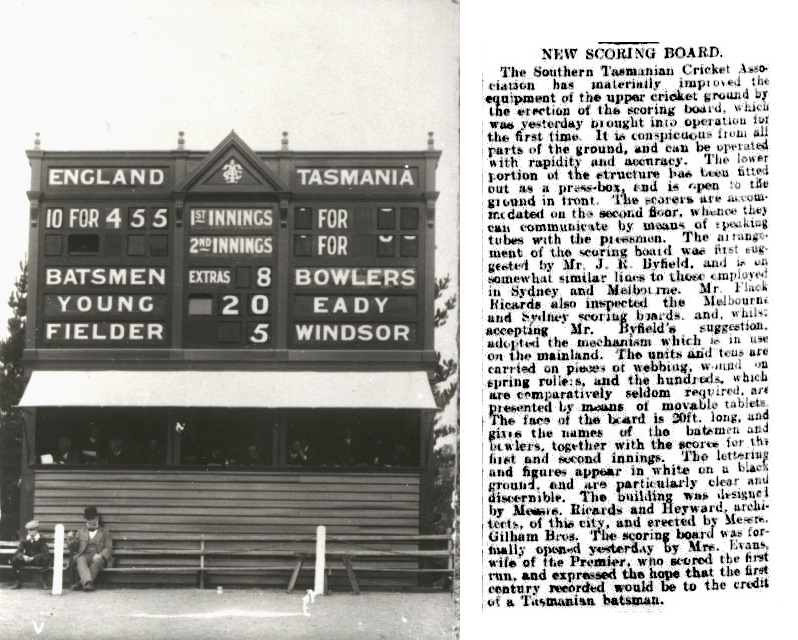 ENGLAND
TASMANIA
10 FOR 455
1ST INNINGS
FOR
2ND INNINGS
FOR
BATSMEN
EXTRAS 8
BOWLERS
YOUNG
20
EADY
FIELDER
5
WINDSOR
NEW SCORING BOARD.
The Southern Tasmanian Cricket Asso-
ciation has materially improved the
equipment of the upper cricket ground by
the erection of the scoring board, which
was yesterday brought into operation for
the first time. It is conspicuous from all
parts of the ground, and can be operated
with rapidity and accuracy. The lower
portion of the structure has been fitted
out as a press-box, and is open to the
ground in front. The scorers are accom-
modated on the second floor, whence they
can communicate by means of speaking
tubes with the pressmen. The arrange-
ment of the scoring board was first sug-
gested by Mr. J. R. Byfield, and is on
somewhat similar lines to those employed
in Sydney and Melbourne. Mr. Flack
Ricards also inspected the Melbourne
and Sydney scoring boards, and, whilst
accepting Mr. Byfield's suggestion,
adopted the mechanism which is in use
on the mainland. The units and tens are
carried on pieces of webbing, wound on
spring rollers, and the hundreds, which
are comparatively seldom required, are
presented by means of movable tablets.
The face of the board is 20ft. long, and
gives the names of the batsmen and
bowlers, together with the scores for the
first and second innings. The lettering
and figures appear in white on a black
ground, and are particularly clear and
discernible. The building was designed
by Messrs. Ricards and Heyward, archi-
tects, of this city, and erected by Messrs.
Gilham Bros. The scoring board was for-
mally opened yesterday by Mrs. Evans,
wife of the Premier, who scored the first
run, and expressed the hope that the first
century recorded would be to the credit
of a Tasmanian batsman.